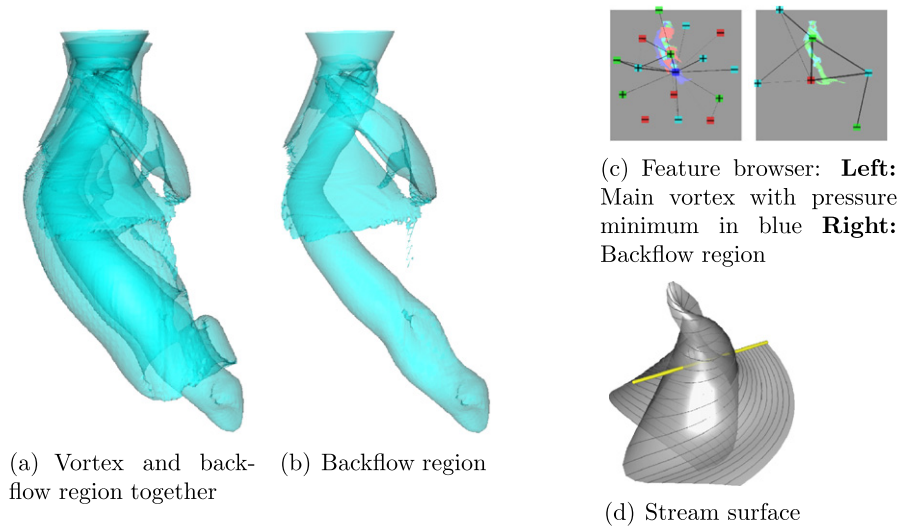 (c) Feature browser: Left:
Main vortex with pressure
minimum in blue Right:
Backflow region
(a) Vortex and back-
flow region together
(b) Backflow region
(d) Stream surface